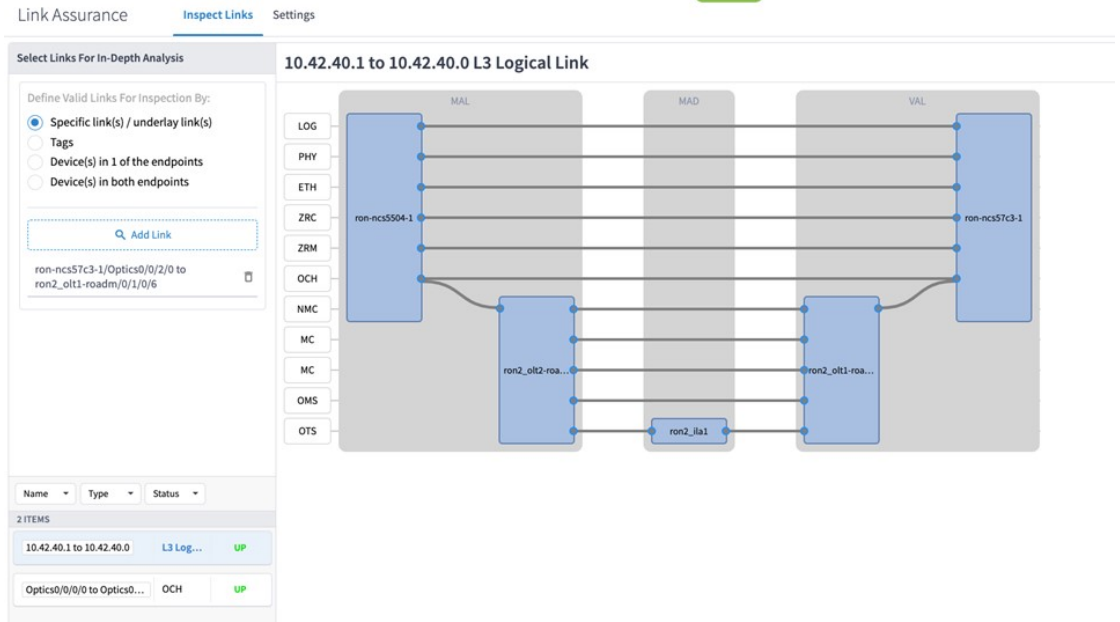 Link Assurance
Inspect Links
Settings
Select Links For In-Depth Analysis
Define Valid Links For Inspection By:
Specific link(s) / underlay link(s)
Tags
Device(s) in 1 of the endpoints
Device(s) in both endpoints
Add Link
ron-ncs57c3-1/Optics0/0/2/0 to
ron2_olt1-roadm/0/1/0/6
Name
Type
Status
2 ITEMS
10.42.40.1 to 10.42.40.0 L3 Log... UP
Optics0/0/0/0 to Optics0... OCH UP
10.42.40.1 to 10.42.40.0 L3 Logical Link
MAL
MAD
VAL
LOG
PHY
ETH
ZRC
ZRM
OCH
NMC
MC
MC
OMS
OTS
ron-ncs5504-1
ron-ncs57c3-1
ron2_olt2-roa...
ron2_olt1-roa...
ron2_ila1